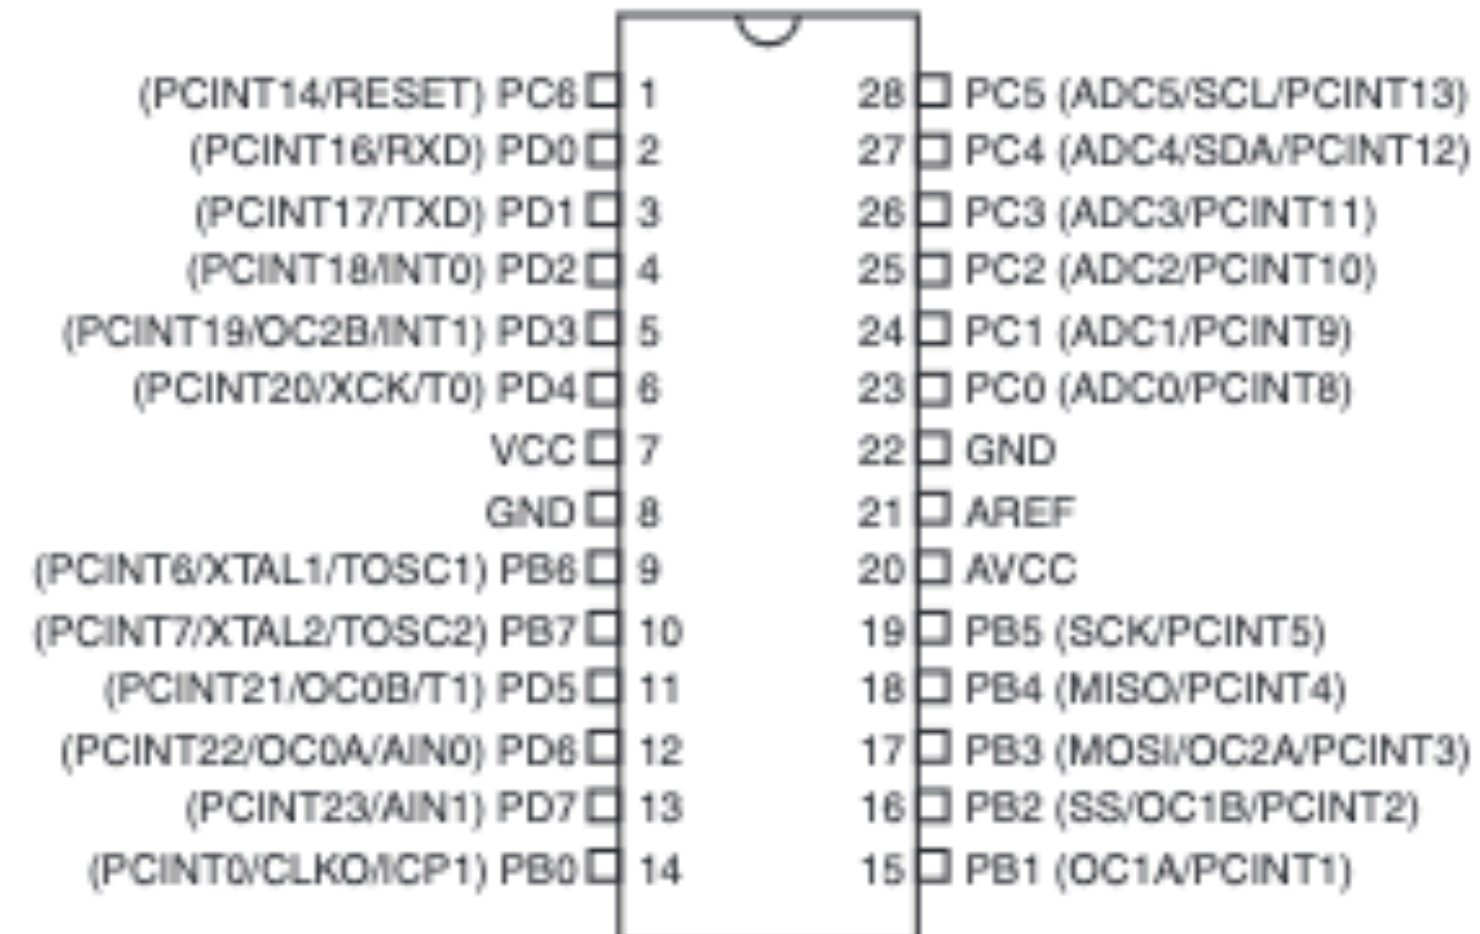 (PCINT14/RESET) PC6 1 28 PC5 (ADC5/SCL/PCINT13)
(PCINT16/RXD) PD0 2 27 PC4 (ADC4/SDA/PCINT12)
(PCINT17/TXD) PD1 3 26 PC3 (ADC3/PCINT11)
(PCINT18/INT0) PD2 4 25 PC2 (ADC2/PCINT10)
(PCINT19/OC2B/INT1) PD3 5 24 PC1 (ADC1/PCINT9)
(PCINT20/XCK/T0) PD4 6 23 PC0 (ADC0/PCINT8)
VCC 7 22 GND
GND 8 21 AREF
(PCINT6/XTAL1/TOSC1) PB6 9 20 AVCC
(PCINT7/XTAL2/TOSC2) PB7 10 19 PB5 (SCK/PCINT5)
(PCINT21/OC0B/T1) PD5 11 18 PB4 (MISO/PCINT4)
(PCINT22/OC0A/AIN0) PD6 12 17 PB3 (MOSI/OC2A/PCINT3)
(PCINT23/AIN1) PD7 13 16 PB2 (SS/OC1B/PCINT2)
(PCINT0/CLKO/ICP1) PB0 14 15 PB1 (OC1A/PCINT1)